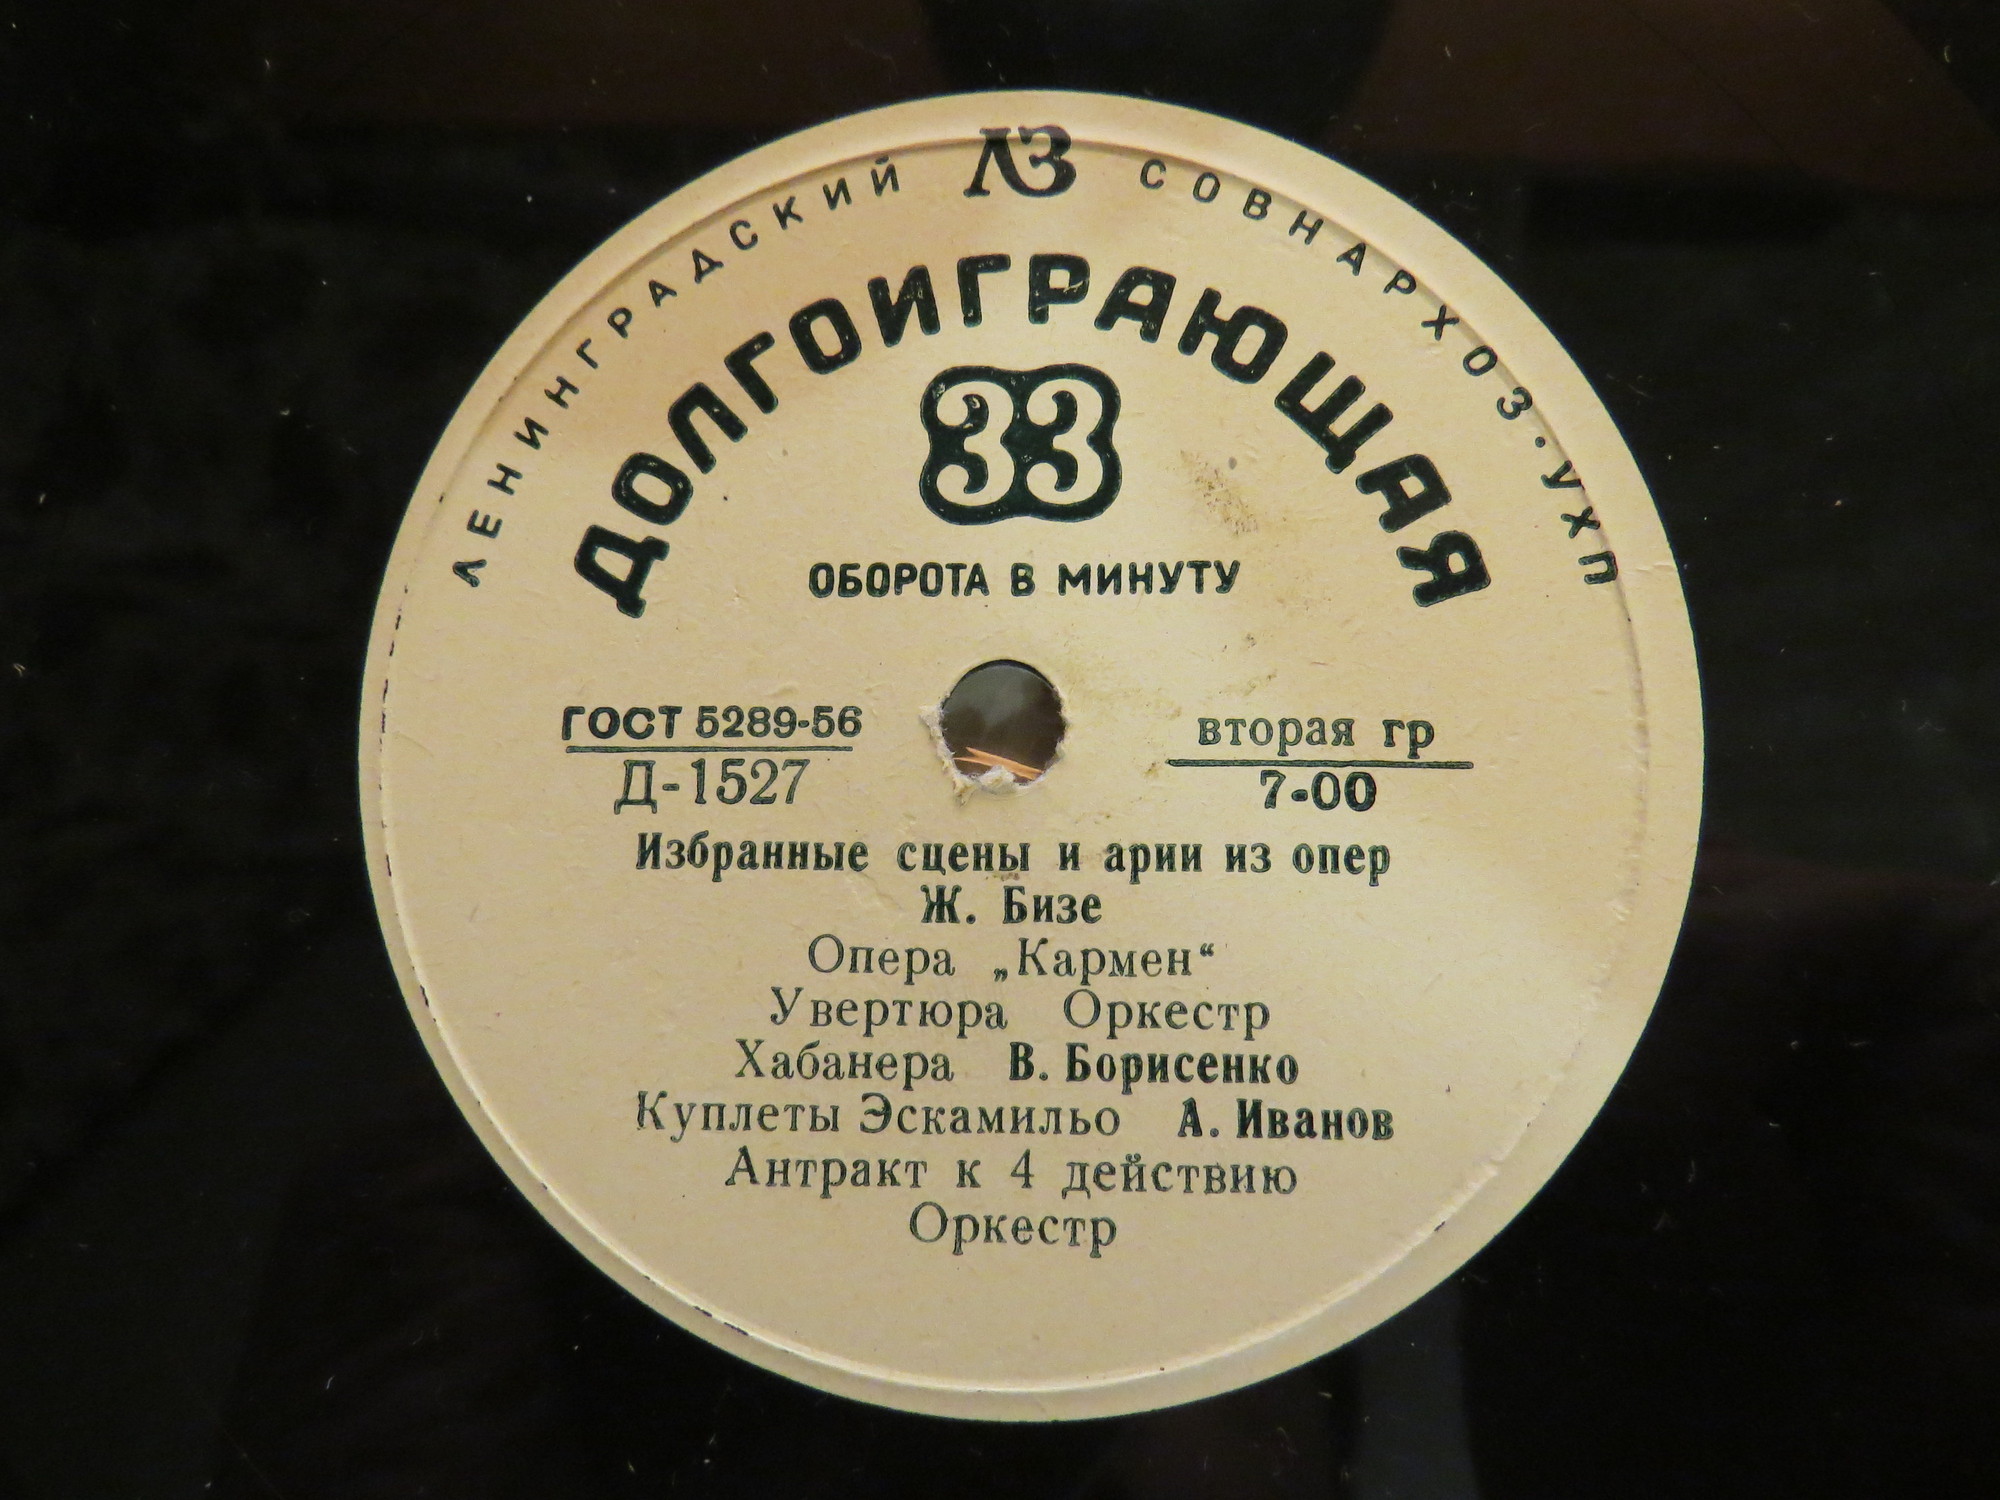 ЛЕНИНГРАДСКИЙ ЛЗ СОВНАРХОЗ · УХП
ДОЛГОИГРАЮЩАЯ
33
ОБОРОТА В МИНУТУ
ГОСТ 5289-56
Д-1527
вторая гр
7-00
Избранные сцены и арии из опер
Ж. Бизе
Опера „Кармен“
Увертюра Оркестр
Хабанера В. Борисенко
Куплеты Эскамильо А. Иванов
Антракт к 4 действию
Оркестр